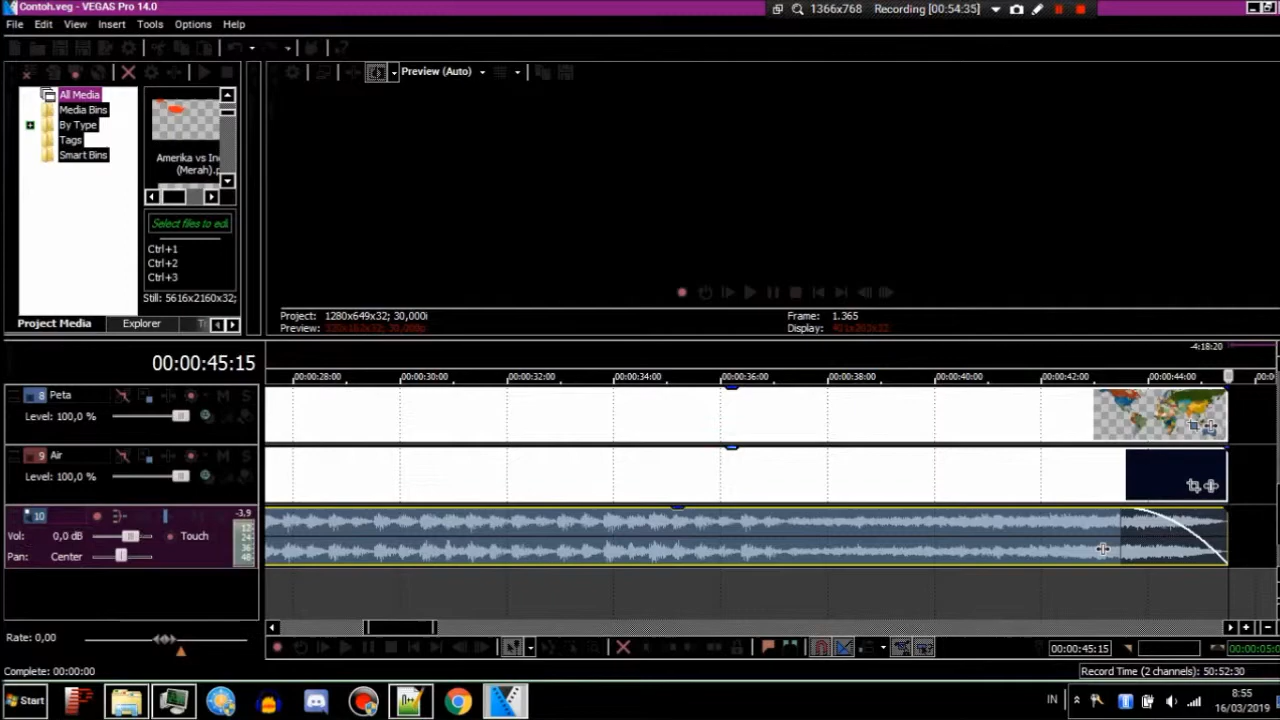 Contoh.veg - VEGAS Pro 14.0
1366x768
Recording [00:54:35]
File Edit View Insert Tools Options Help
Preview (Auto)
All Media
Media Bins
By Type
Tags
Smart Bins
Amerika vs In
(Merah).p
Select files to edi
Ctrl+1
Ctrl+2
Ctrl+3
Still: 5616x2160x32;
Project Media
Explorer
Project: 1280x649x32; 30,000i
Frame: 1.365
Preview:
Display:
-4:18:20
00:00:45:15
00:00:28:00 00:00:30:00 00:00:32:00 00:00:34:00 00:00:36:00 00:00:38:00 00:00:40:00 00:00:42:00 00:00:44:00 00:0
8 Peta
M S
Level: 100,0 %
9 Air
M S
Level: 100,0 %
10
M S
-3,9
Vol: 0,0 dB
Touch
12
24
36
48
Pan: Center
Rate: 0,00
00:00:45:15
00:00:05:0
Complete: 00:00:00
Record Time (2 channels): 50:52:30
Start
IN
8:55
16/03/2019